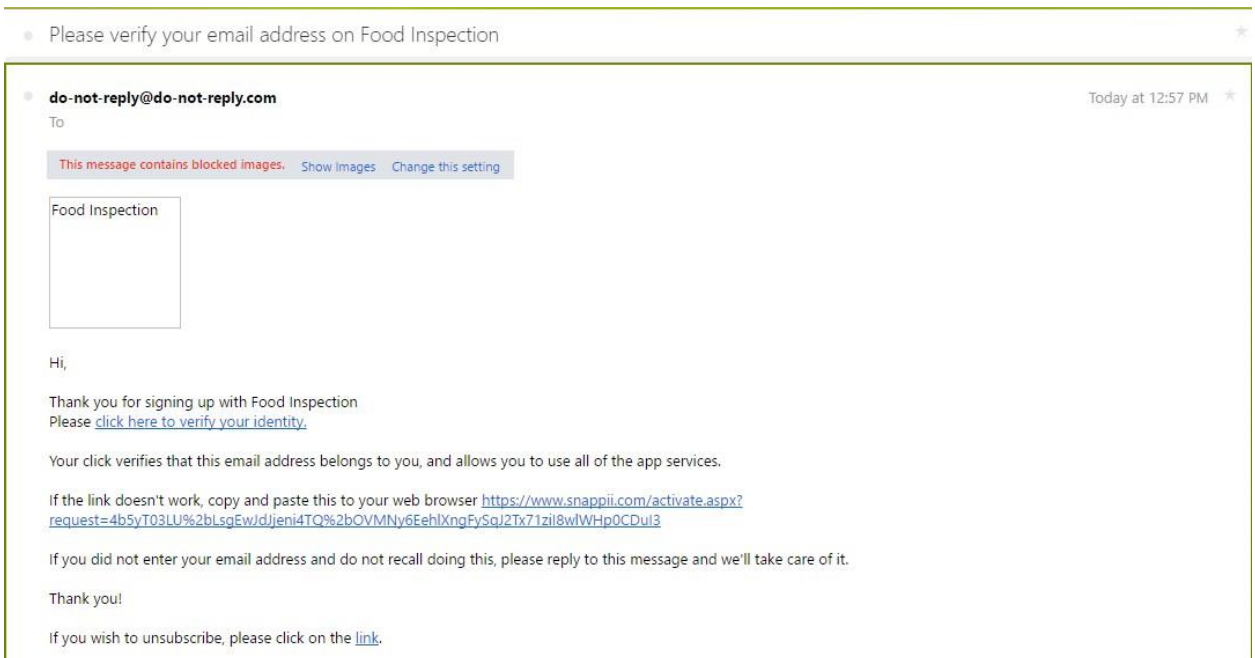 Please verify your email address on Food Inspection
do-not-reply@do-not-reply.com
Today at 12:57 PM
To
This message contains blocked images. Show Images Change this setting
Food Inspection
Hi,
Thank you for signing up with Food Inspection
Please click here to verify your identity.
Your click verifies that this email address belongs to you, and allows you to use all of the app services.
If the link doesn't work, copy and paste this to your web browser https://www.snappii.com/activate.aspx?
request=4b5yT03LU%2bLsgEwJdJjeni4TQ%2bOVMNy6EehlXngFySqJ2Tx71ziI8wlWHp0CDuI3
If you did not enter your email address and do not recall doing this, please reply to this message and we'll take care of it.
Thank you!
If you wish to unsubscribe, please click on the link.